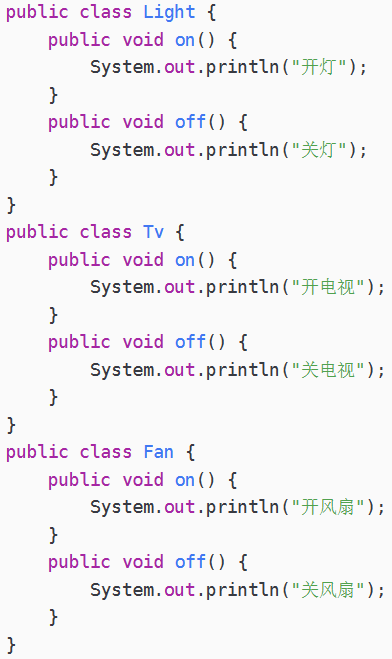 public class Light {
    public void on() {
        System.out.println("开灯");
    }
    public void off() {
        System.out.println("关灯");
    }
}
public class Tv {
    public void on() {
        System.out.println("开电视");
    }
    public void off() {
        System.out.println("关电视");
    }
}
public class Fan {
    public void on() {
        System.out.println("开风扇");
    }
    public void off() {
        System.out.println("关风扇");
    }
}